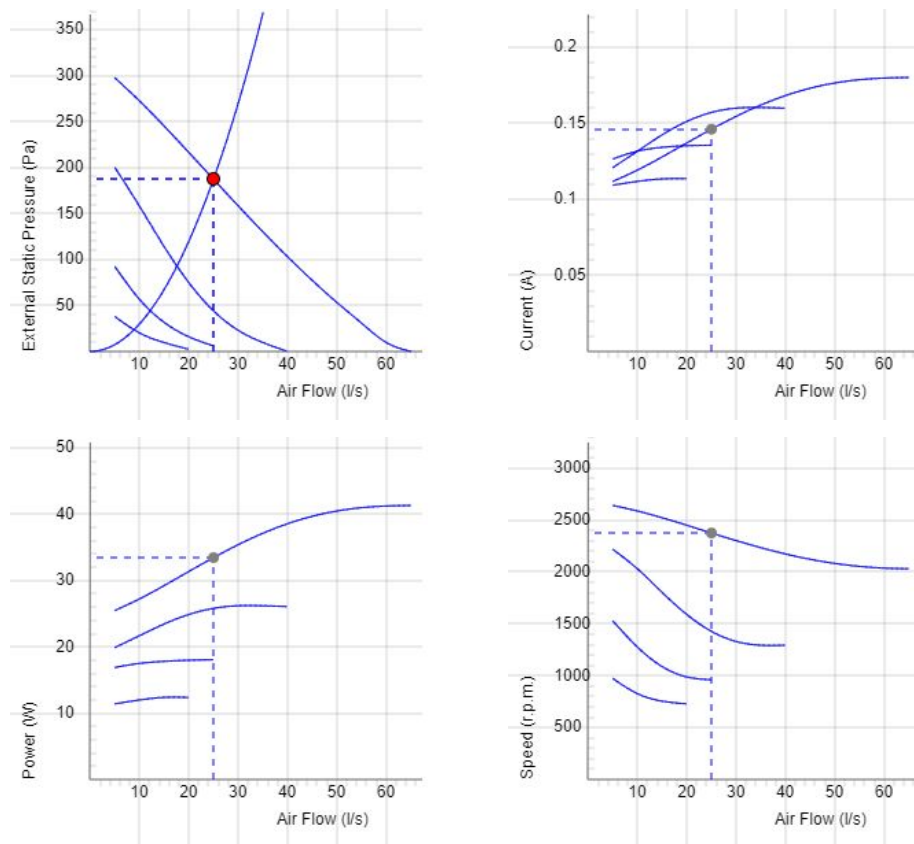 External Static Pressure (Pa)
350
300
250
200
150
100
50
10 20 30 40 50 60
Air Flow (l/s)
Current (A)
0.2
0.15
0.1
0.05
10 20 30 40 50 60
Air Flow (l/s)
Power (W)
50
40
30
20
10
10 20 30 40 50 60
Air Flow (l/s)
Speed (r.p.m.)
3000
2500
2000
1500
1000
500
10 20 30 40 50 60
Air Flow (l/s)